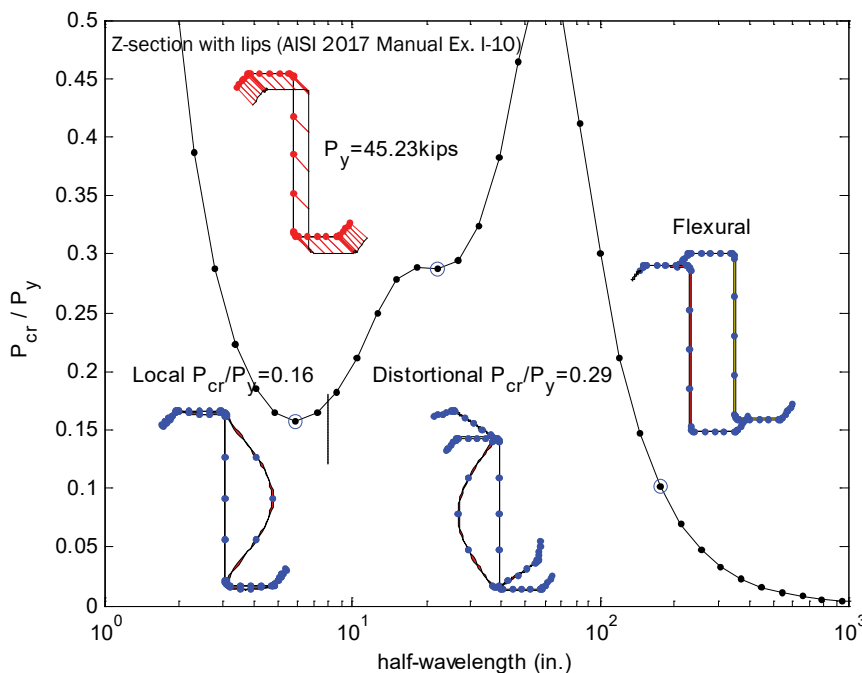 0.5
Z-section with lips (AISI 2017 Manual Ex. I-10)
0.45
0.4
P_y=45.23kips
0.35
0.3
Flexural
0.25
P_cr / P_y
0.2
Local P_cr/P_y=0.16
Distortional P_cr/P_y=0.29
0.15
0.1
0.05
0
10^0
10^1
10^2
10^3
half-wavelength (in.)